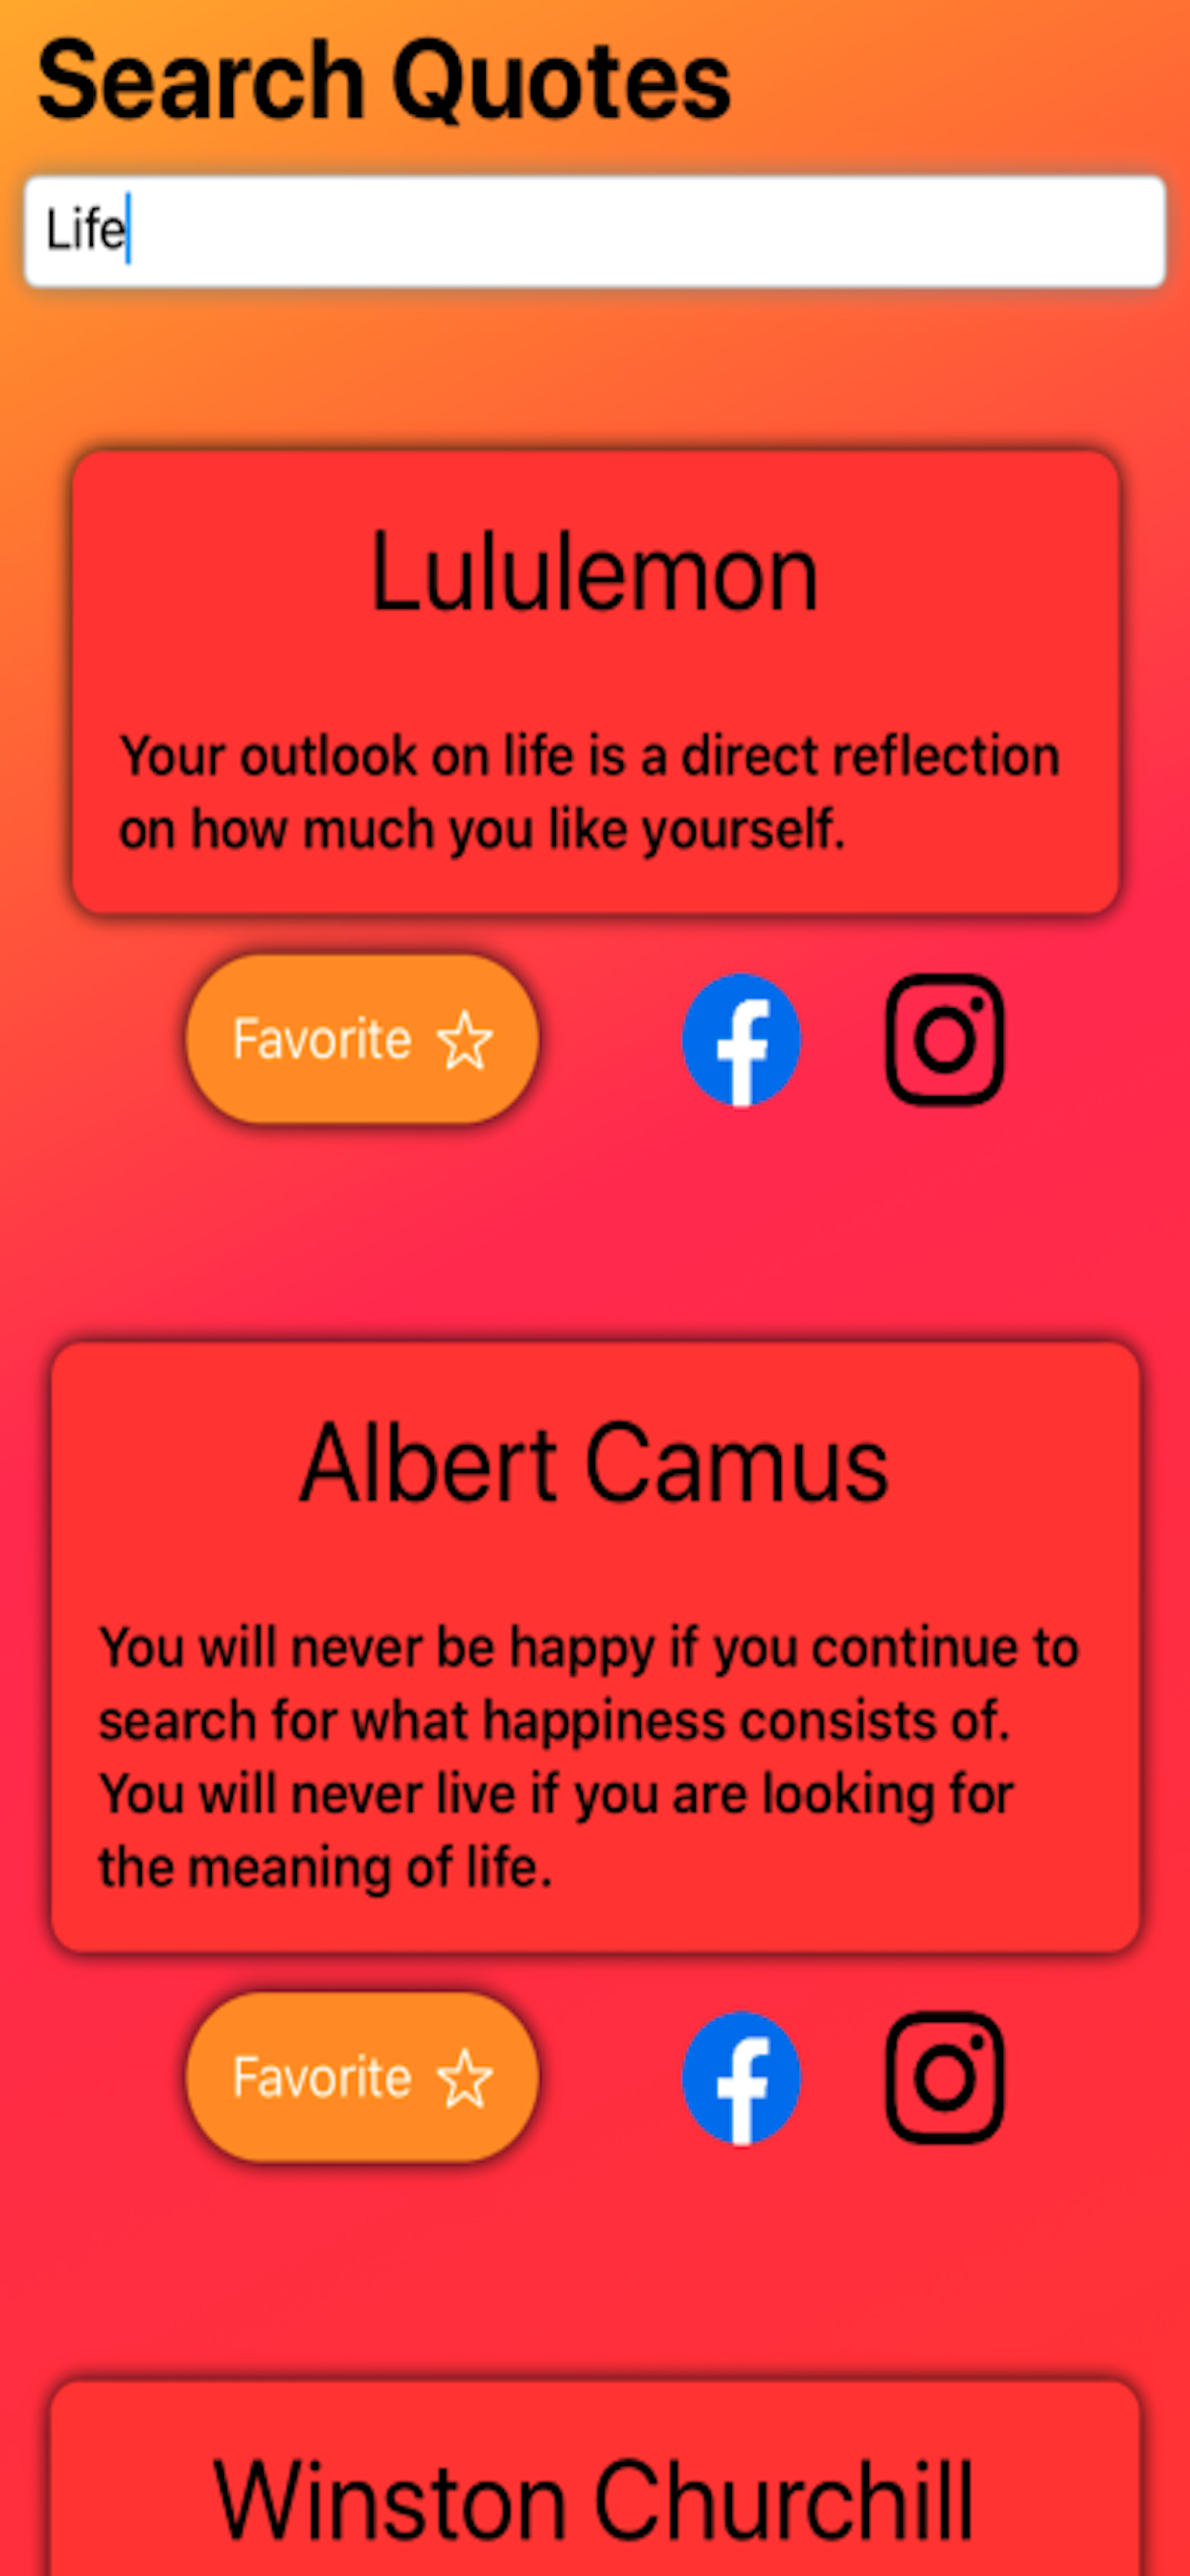 Search Quotes
Life
Lululemon
Your outlook on life is a direct reflection
on how much you like yourself.
Favorite
Albert Camus
You will never be happy if you continue to
search for what happiness consists of.
You will never live if you are looking for
the meaning of life.
Favorite
Winston Churchill